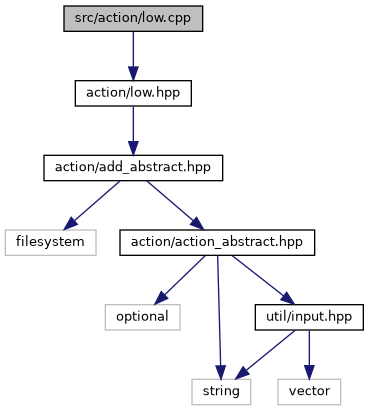 src/action/low.cpp
action/low.hpp
action/add_abstract.hpp
filesystem
action/action_abstract.hpp
optional
util/input.hpp
string
vector